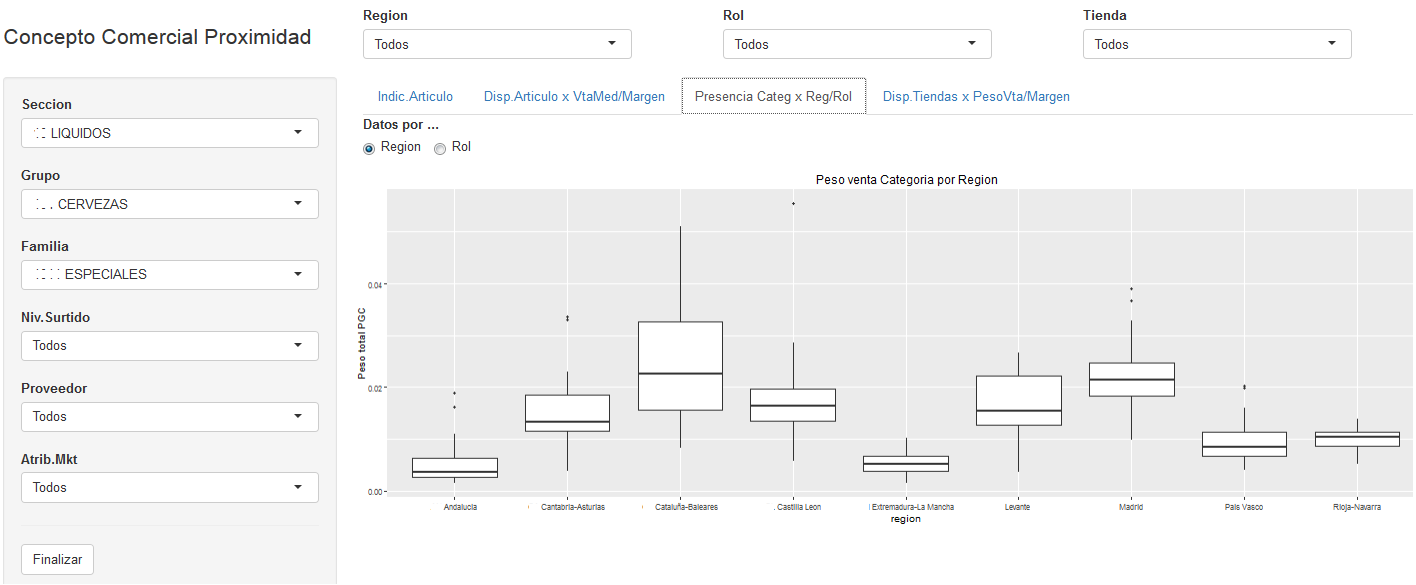 Concepto Comercial Proximidad
Region
Todos
Rol
Todos
Tienda
Todos
Seccion
LIQUIDOS
Grupo
CERVEZAS
Familia
ESPECIALES
Niv.Surtido
Todos
Proveedor
Todos
Atrib.Mkt
Todos
Finalizar
Indic.Articulo
Disp.Articulo x VtaMed/Margen
Presencia Categ x Reg/Rol
Disp.Tiendas x PesoVta/Margen
Datos por ...
Region
Rol
Peso venta Categoria por Region
Peso total PGC
0.04
0.02
0.00
Andalucia
Cantabria-Asturias
Cataluña-Baleares
Castilla Leon
Extremadura-La Mancha
Levante
Madrid
Pais Vasco
Rioja-Navarra
region